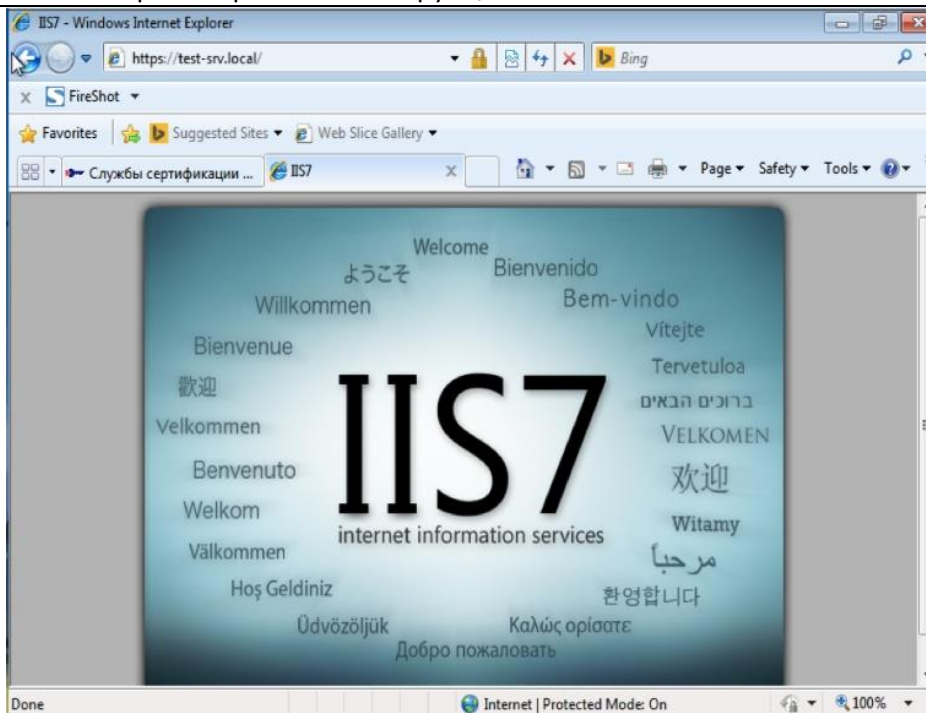 IIS7 - Windows Internet Explorer
https://test-srv.local/
Bing
x FireShot
Favorites Suggested Sites Web Slice Gallery
Службы сертификации ... IIS7 x Page Safety Tools
Welcome
ようこそ Bienvenido
Willkommen Bem-vindo
Bienvenue Vítejte
歡迎 Tervetuloa
ברוכים הבאים
Velkommen VELKOMEN
Benvenuto 欢迎
IIS7
Welkom Witamy
internet information services
Välkommen مرحباً
Hoş Geldiniz 환영합니다
Üdvözöljük Καλώς ορίσατε
Добро пожаловать
Done Internet | Protected Mode: On 100%